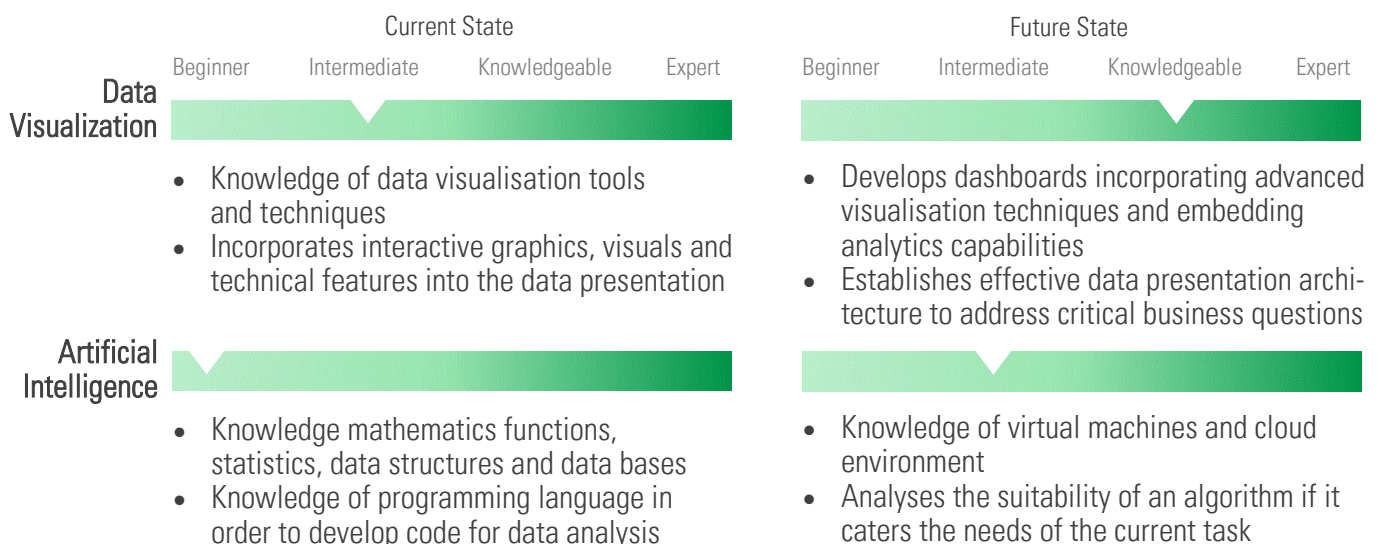 Current State
Future State
Beginner Intermediate Knowledgeable Expert
Beginner Intermediate Knowledgeable Expert
Data
Visualization
• Knowledge of data visualisation tools
and techniques
• Incorporates interactive graphics, visuals and
technical features into the data presentation
• Develops dashboards incorporating advanced
visualisation techniques and embedding
analytics capabilities
• Establishes effective data presentation archi-
tecture to address critical business questions
Artificial
Intelligence
• Knowledge mathematics functions,
statistics, data structures and data bases
• Knowledge of programming language in
order to develop code for data analysis
• Knowledge of virtual machines and cloud
environment
• Analyses the suitability of an algorithm if it
caters the needs of the current task